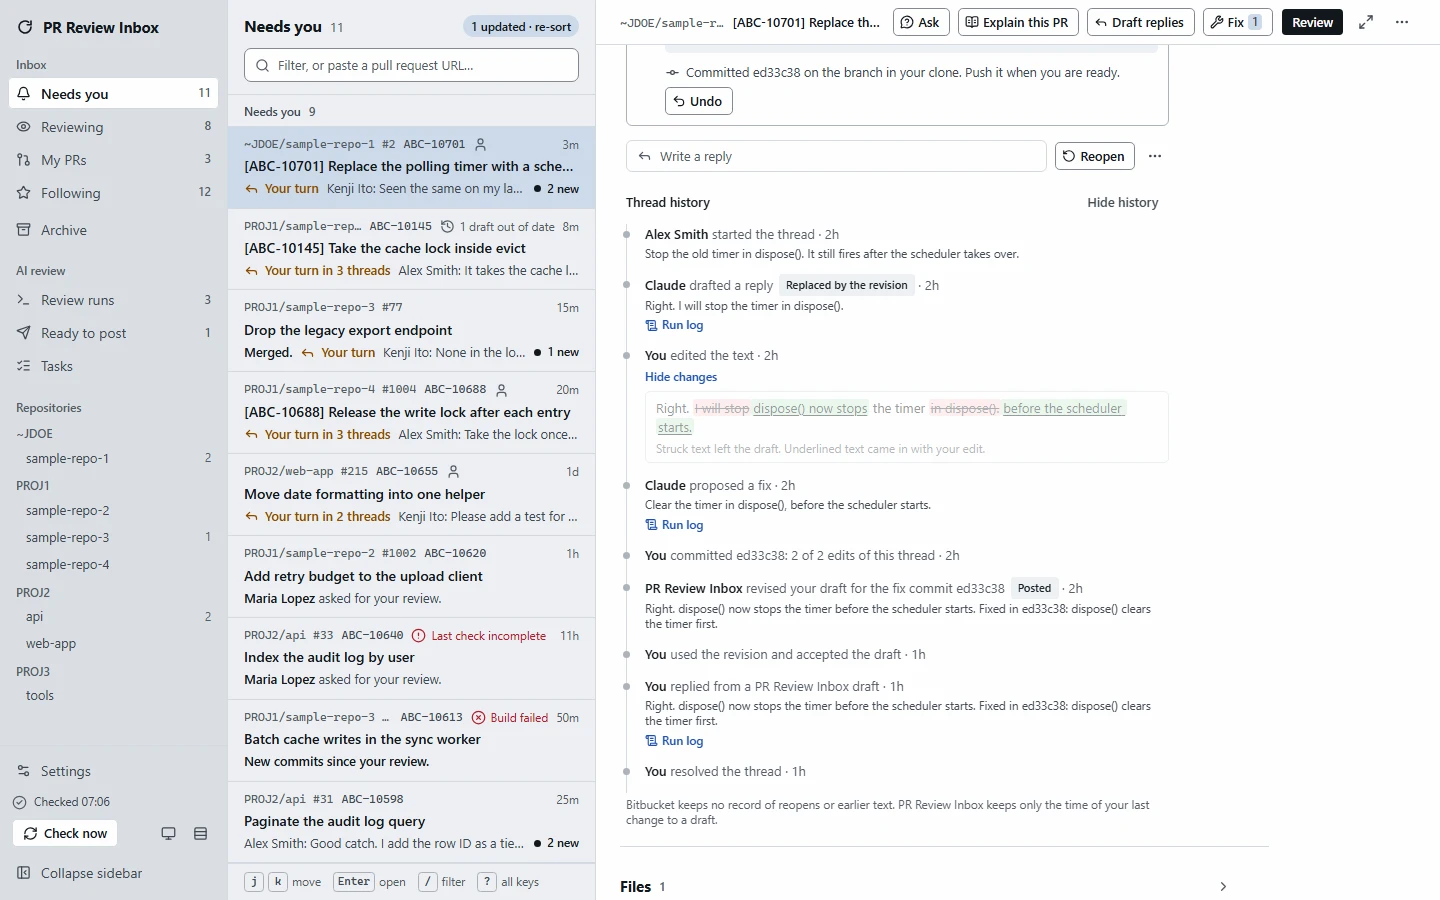 PR Review Inbox
Inbox
Needs you 11
Reviewing 8
My PRs 3
Following 12
Archive
AI review
Review runs 3
Ready to post 1
Tasks
Repositories
~JDOE
sample-repo-1 2
PROJ1
sample-repo-2
sample-repo-3 1
sample-repo-4
PROJ2
api 2
web-app
PROJ3
tools
Settings
Checked 07:06
Check now
Collapse sidebar
Needs you 11
1 updated · re-sort
Filter, or paste a pull request URL...
Needs you 9
~JDOE/sample-repo-1 #2 ABC-10701 3m
[ABC-10701] Replace the polling timer with a sche...
Your turn Kenji Ito: Seen the same on my la... 2 new
PROJ1/sample-rep... ABC-10145 1 draft out of date 8m
[ABC-10145] Take the cache lock inside evict
Your turn in 3 threads Alex Smith: It takes the cache l...
PROJ1/sample-repo-3 #77 15m
Drop the legacy export endpoint
Merged. Your turn Kenji Ito: None in the lo... 1 new
PROJ1/sample-repo-4 #1004 ABC-10688 20m
[ABC-10688] Release the write lock after each entry
Your turn in 3 threads Alex Smith: Take the lock once...
PROJ2/web-app #215 ABC-10655 1d
Move date formatting into one helper
Your turn in 2 threads Kenji Ito: Please add a test for ...
PROJ1/sample-repo-2 #1002 ABC-10620 1h
Add retry budget to the upload client
Maria Lopez asked for your review.
PROJ2/api #33 ABC-10640 Last check incomplete 11h
Index the audit log by user
Maria Lopez asked for your review.
PROJ1/sample-repo-3 ... ABC-10613 Build failed 50m
Batch cache writes in the sync worker
New commits since your review.
PROJ2/api #31 ABC-10598 25m
Paginate the audit log query
Alex Smith: Good catch. I add the row ID as a tie... 2 new
j k move Enter open / filter ? all keys
~JDOE/sample-r... [ABC-10701] Replace th...
Ask
Explain this PR
Draft replies
Fix 1
Review
Committed ed33c38 on the branch in your clone. Push it when you are ready.
Undo
Write a reply
Reopen
Thread history Hide history
Alex Smith started the thread · 2h
Stop the old timer in dispose(). It still fires after the scheduler takes over.
Claude drafted a reply Replaced by the revision · 2h
Right. I will stop the timer in dispose().
Run log
You edited the text · 2h
Hide changes
Right. I will stop dispose() now stops the timer in dispose(). before the scheduler
starts.
Struck text left the draft. Underlined text came in with your edit.
Claude proposed a fix · 2h
Clear the timer in dispose(), before the scheduler starts.
Run log
You committed ed33c38: 2 of 2 edits of this thread · 2h
PR Review Inbox revised your draft for the fix commit ed33c38 Posted · 2h
Right. dispose() now stops the timer before the scheduler starts. Fixed in ed33c38: dispose() clears
the timer first.
You used the revision and accepted the draft · 1h
You replied from a PR Review Inbox draft · 1h
Right. dispose() now stops the timer before the scheduler starts. Fixed in ed33c38: dispose() clears
the timer first.
Run log
You resolved the thread · 1h
Bitbucket keeps no record of reopens or earlier text. PR Review Inbox keeps only the time of your last
change to a draft.
Files 1